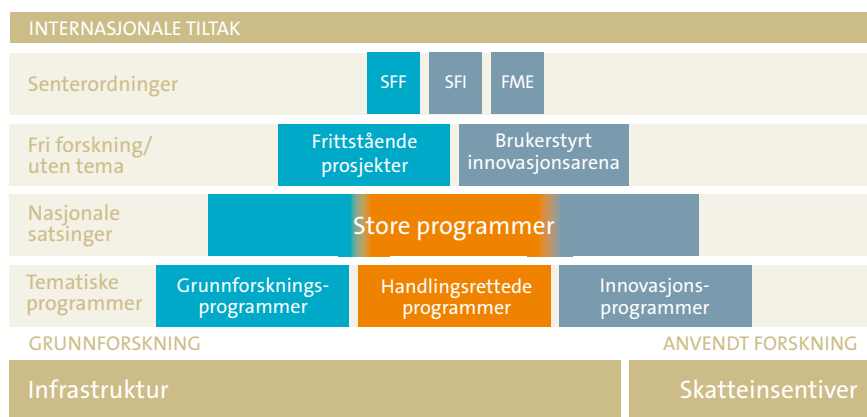 INTERNASJONALE TILTAK
Senterordninger
SFF
SFI
FME
Fri forskning/
uten tema
Frittstående
prosjekter
Brukerstyrt
innovasjonsarena
Nasjonale
satsinger
Store programmer
Tematiske
programmer
Grunnforsknings-
programmer
Handlingsrettede
programmer
Innovasjons-
programmer
GRUNNFORSKNING
ANVENDT FORSKNING
Infrastruktur
Skatteinsentiver